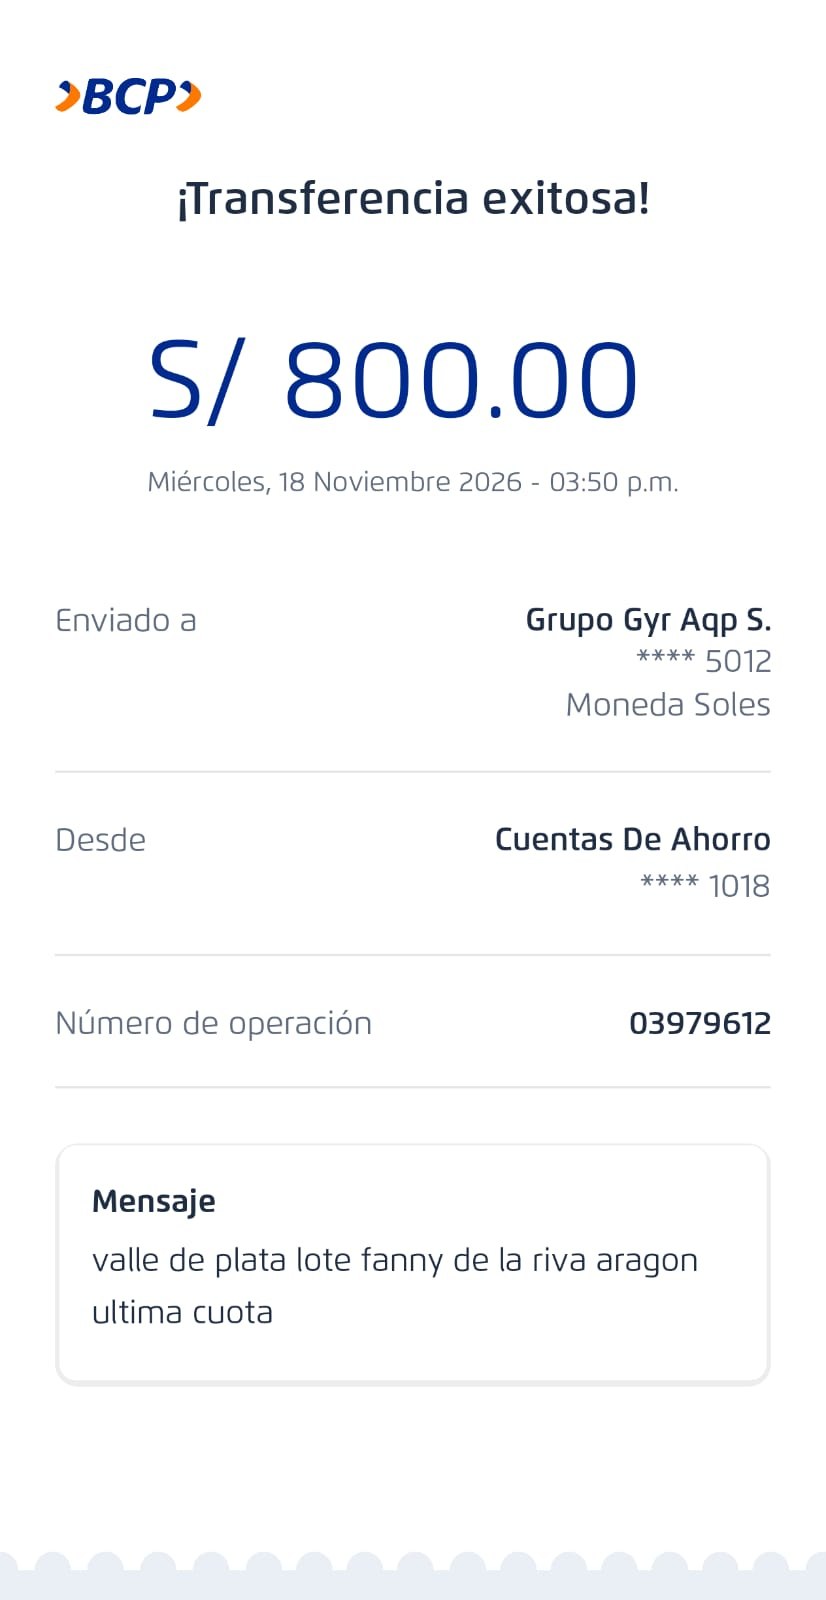 BCP
¡Transferencia exitosa!
S/ 800.00
Miércoles, 18 Noviembre 2026 - 03:50 p.m.
Enviado a
Grupo Gyr Aqp S.
**** 5012
Moneda Soles
Desde
Cuentas De Ahorro
**** 1018
Número de operación
03979612
Mensaje
valle de plata lote fanny de la riva aragon
ultima cuota